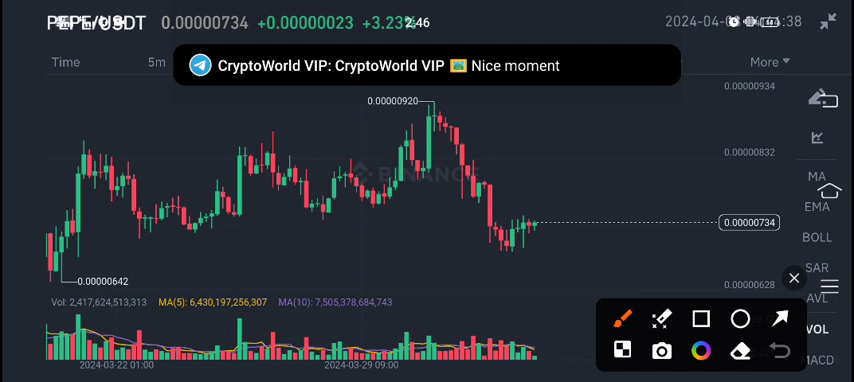 PEPE/USDT 0.00000734 +0.00000023 +3.23% 2:46
Time 5m More
CryptoWorld VIP: CryptoWorld VIP 🖼 Nice moment
0.00000934
0.00000920
0.00000832
BINANCE
MA
EMA
0.00000734
BOLL
SAR
0.00000642
0.00000628
AVL
Vol: 2,417,624,513,313 MA(5): 6,430,197,256,307 MA(10): 7,505,378,684,743
VOL
2024-03-22 01:00 2024-03-29 09:00
MACD